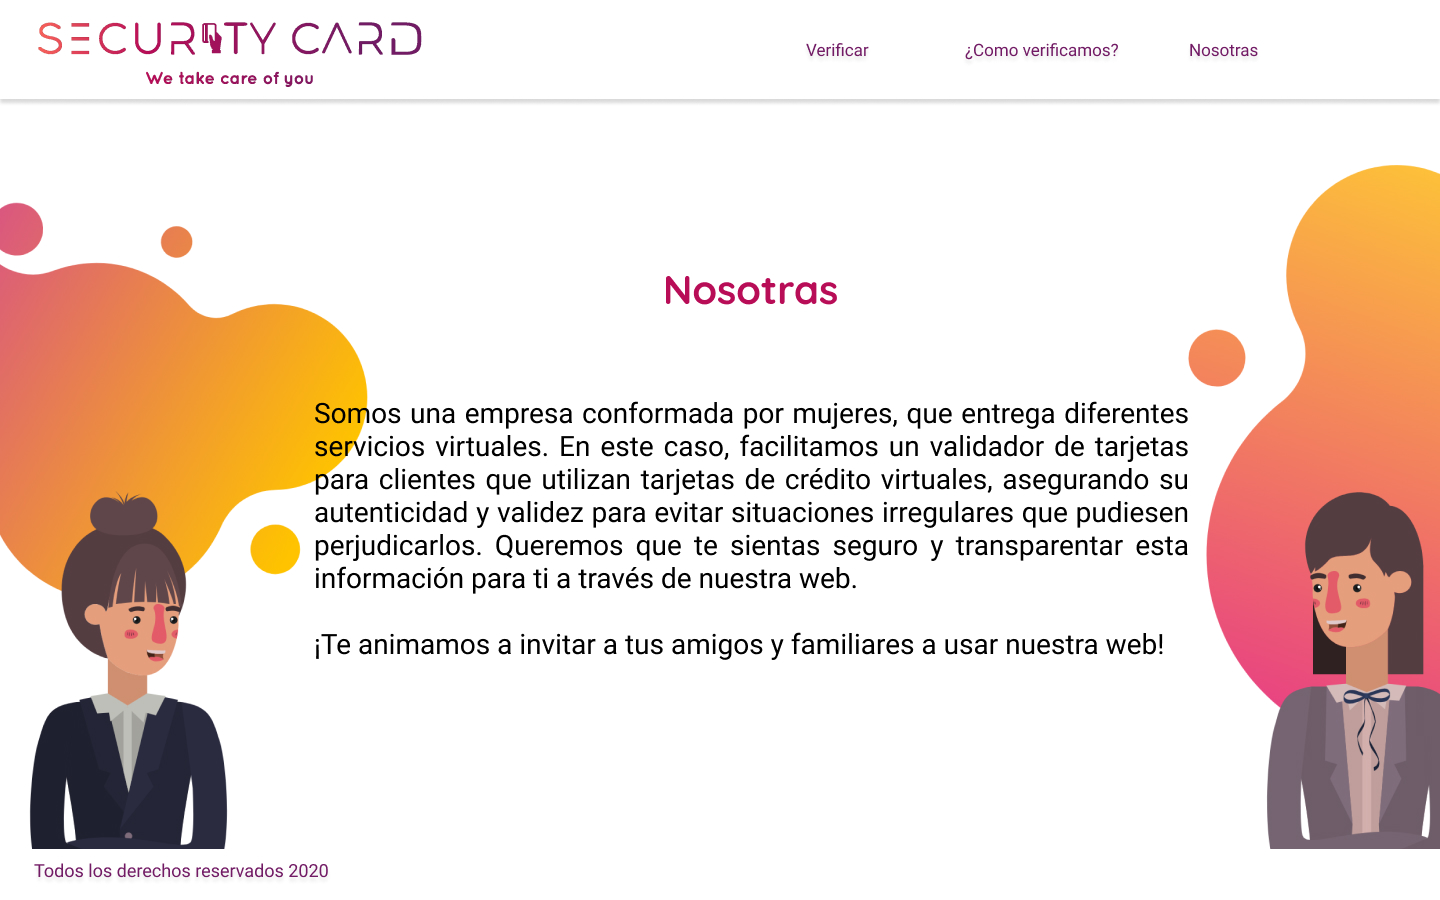 SECURITY CARD
We take care of you
Verificar
¿Como verificamos?
Nosotras
Nosotras
Somos una empresa conformada por mujeres, que entrega diferentes
servicios virtuales. En este caso, facilitamos un validador de tarjetas
para clientes que utilizan tarjetas de crédito virtuales, asegurando su
autenticidad y validez para evitar situaciones irregulares que pudiesen
perjudicarlos. Queremos que te sientas seguro y transparentar esta
información para ti a través de nuestra web.
¡Te animamos a invitar a tus amigos y familiares a usar nuestra web!
Todos los derechos reservados 2020